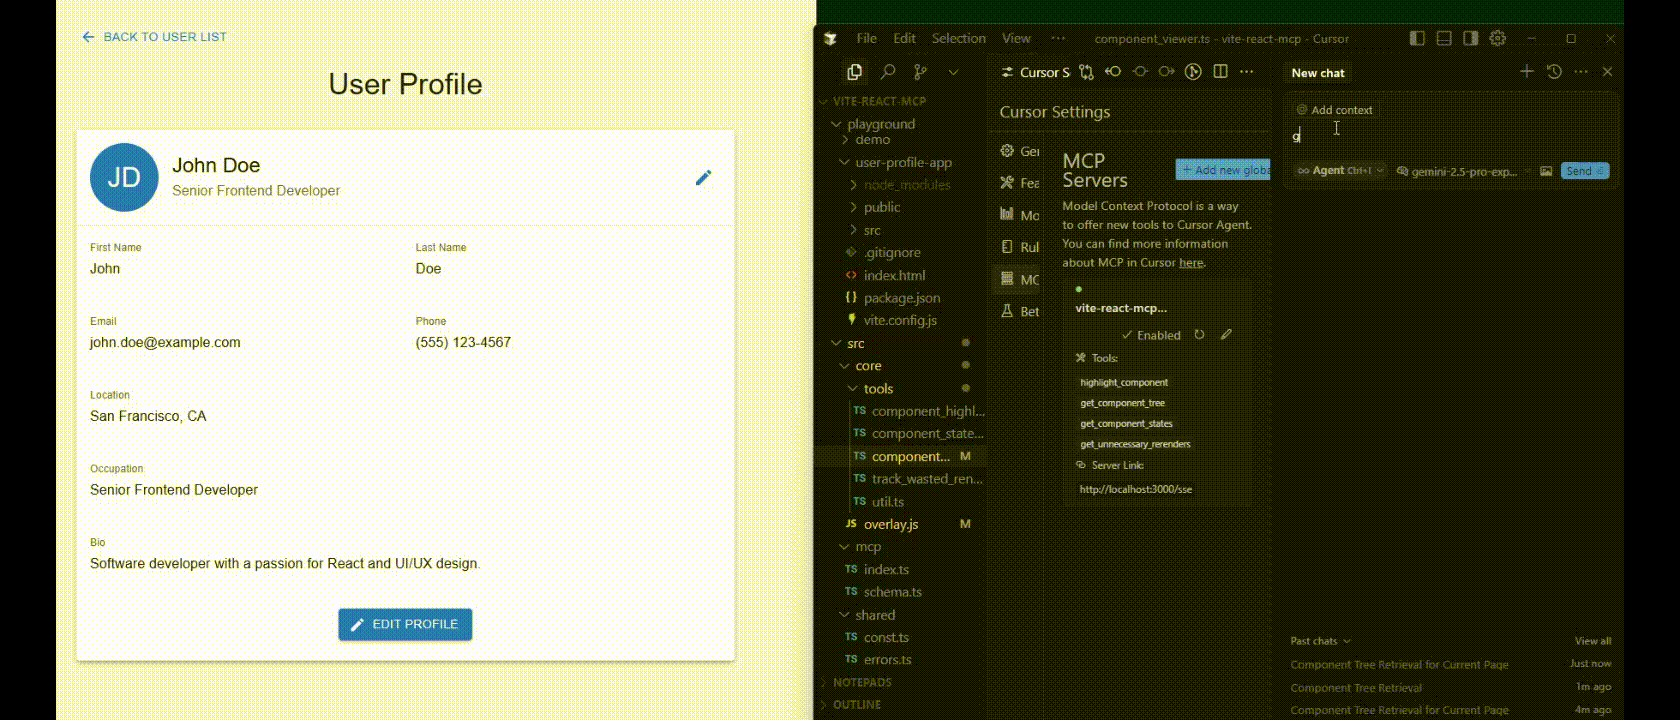 BACK TO USER LIST
User Profile
JD
John Doe
Senior Frontend Developer
First Name
John
Last Name
Doe
Email
john.doe@example.com
Phone
(555) 123-4567
Location
San Francisco, CA
Occupation
Senior Frontend Developer
Bio
Software developer with a passion for React and UI/UX design.
EDIT PROFILE
File Edit Selection View ···
component_viewer.ts - vite-react-mcp - Cursor
VITE-REACT-MCP
playground
demo
user-profile-app
node_modules
public
src
.gitignore
index.html
package.json
vite.config.js
src
core
tools
TS component_highl...
TS component_state...
TS component... M
TS track_wasted_ren...
TS util.ts
JS overlay.js M
mcp
TS index.ts
TS schema.ts
shared
TS const.ts
TS errors.ts
NOTEPADS
OUTLINE
Cursor S
Cursor Settings
Ger
Fea
Mo
Rul
MC
Bet
MCP
Servers
+ Add new globa
Model Context Protocol is a way
to offer new tools to Cursor Agent.
You can find more information
about MCP in Cursor here.
vite-react-mcp...
Enabled
Tools:
highlight_component
get_component_tree
get_component_states
get_unnecessary_rerenders
Server Link:
http://localhost:3000/sse
New chat
@ Add context
g
Agent Ctrl+I
gemini-2.5-pro-exp...
Send
Past chats
View all
Component Tree Retrieval for Current Page Just now
Component Tree Retrieval 1m ago
Component Tree Retrieval for Current Page 4m ago